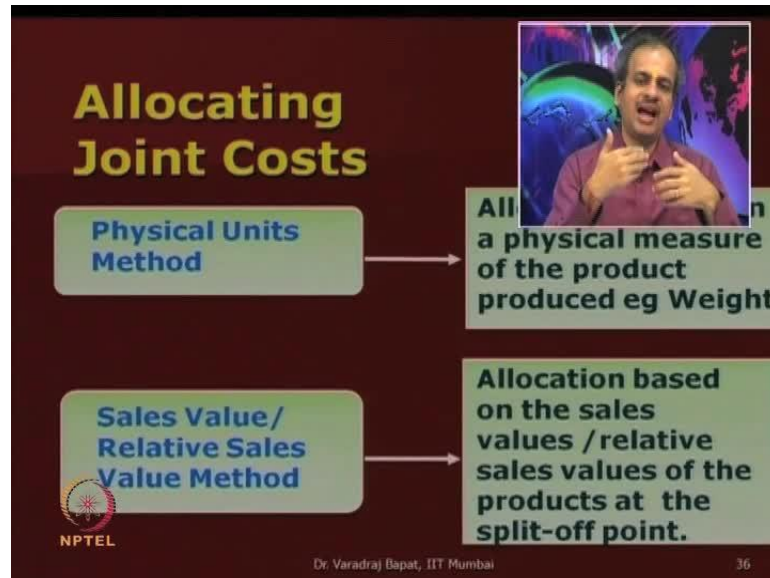 Allocating
Joint Costs
Physical Units
Method
a physical measure
of the product
produced eg Weight
Sales Value/
Relative Sales
Value Method
Allocation based
on the sales
values /relative
sales values of the
products at the
split-off point.
NPTEL
Dr. Varadraj Bapat, IIT Mumbai
36